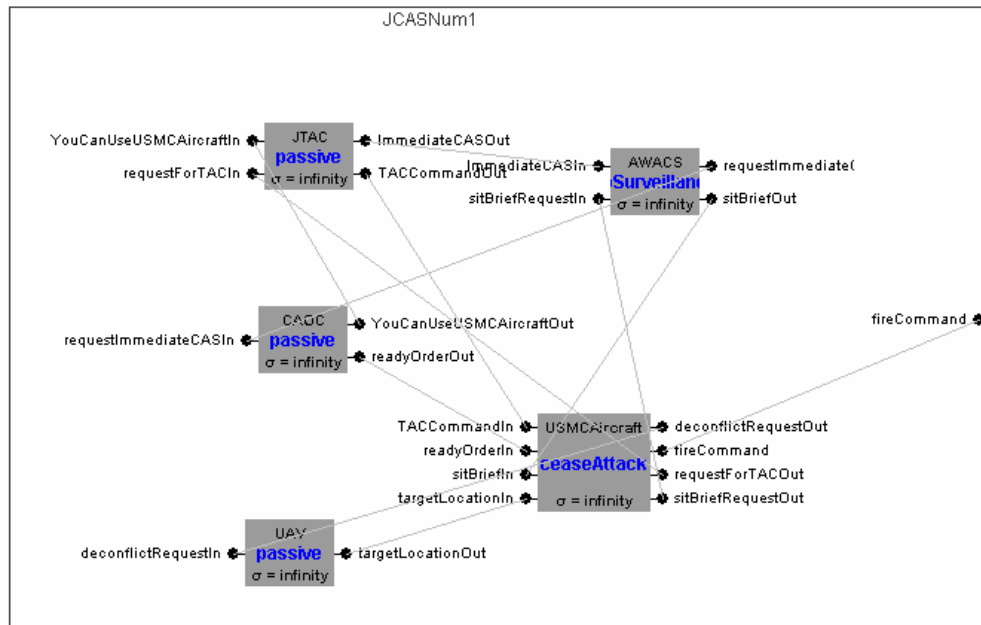 JCASNum1
YouCanUseUSMCAircraftIn
JTAC
ImmediateCASOut
passive
requestForTACIn
TACCommandOut
σ = infinity
ImmediateCASIn
AWACS
requestImmediate(
oSurveillanc
sitBriefRequestIn
sitBriefOut
σ = infinity
CAOC
YouCanUseUSMCAircraftOut
passive
requestImmediateCASIn
readyOrderOut
σ = infinity
fireCommand
TACCommandIn
USMCAircraft
deconflictRequestOut
readyOrderIn
fireCommand
ceaseAttack
sitBriefIn
requestForTACOut
targetLocationIn
sitBriefRequestOut
σ = infinity
UAV
deconflictRequestIn
passive
targetLocationOut
σ = infinity